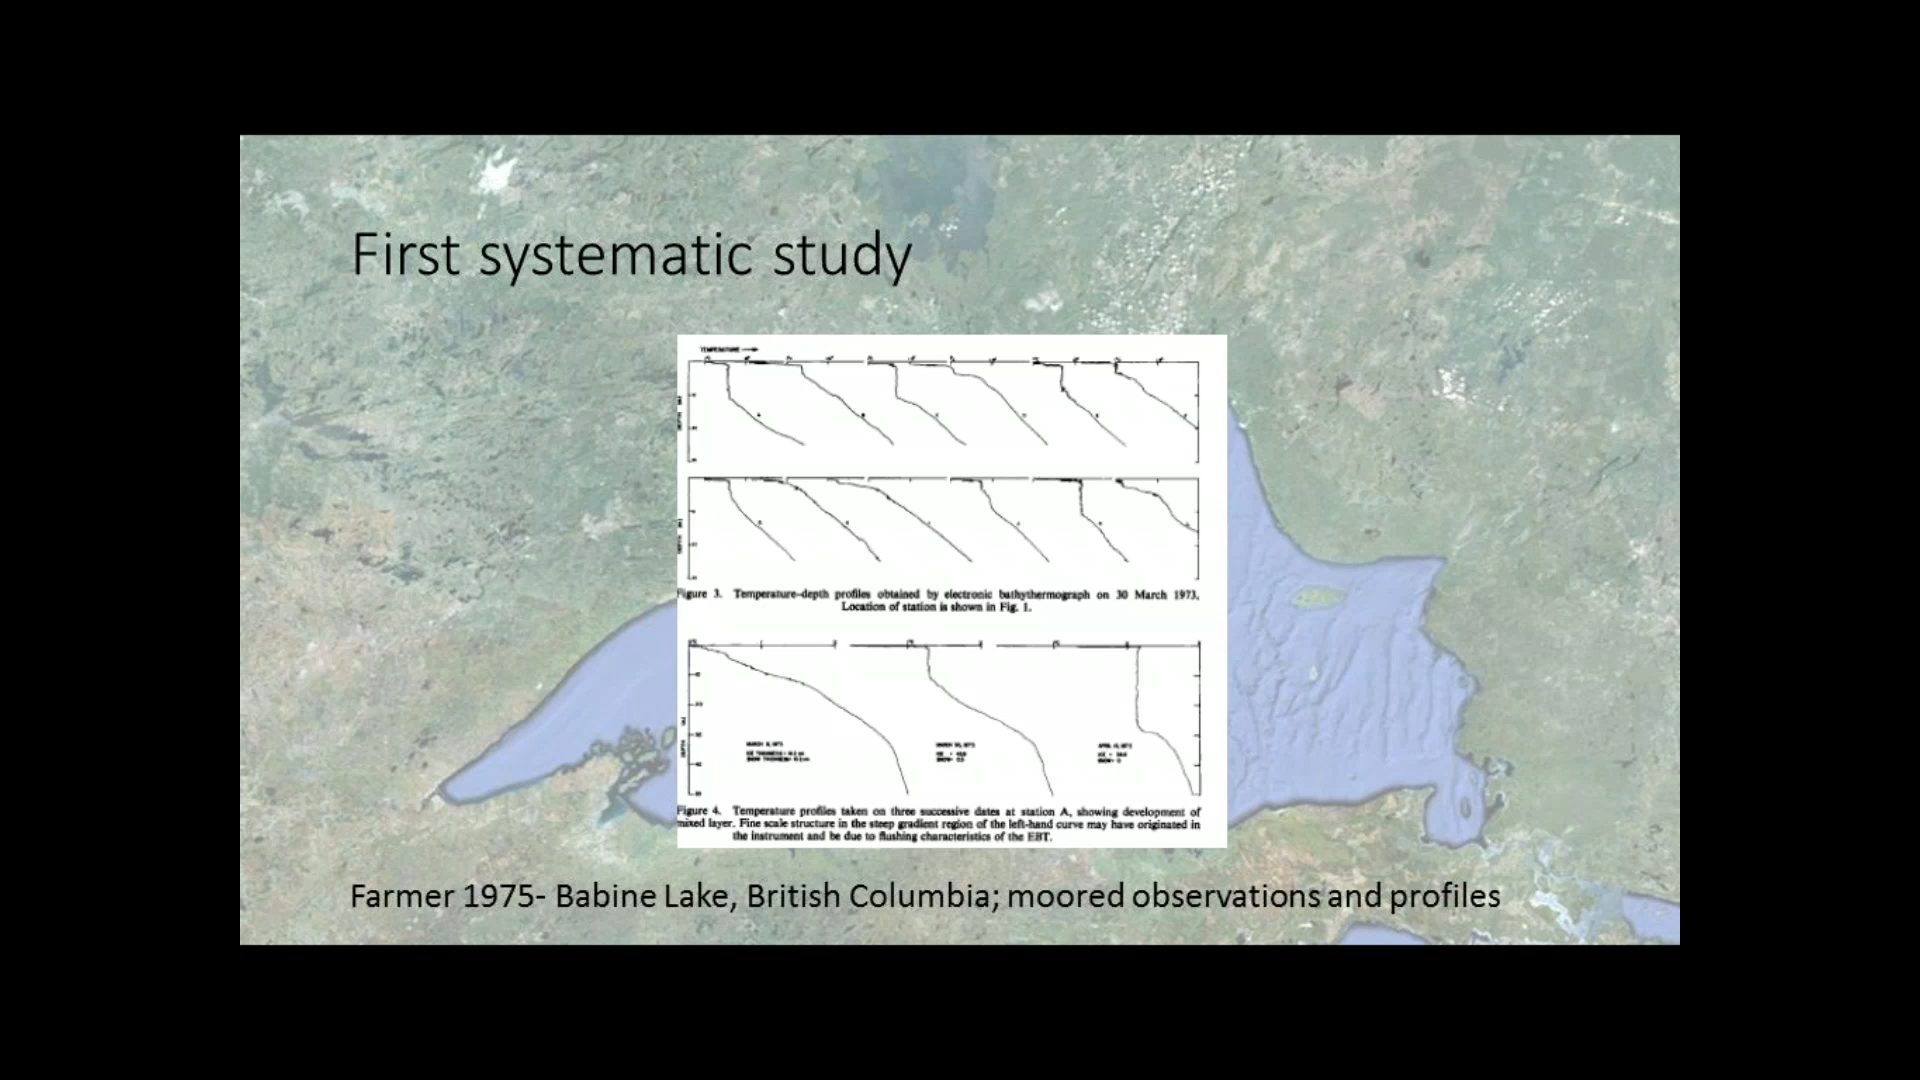 First systematic study
TEMPERATURE
Figure 3. Temperature–depth profiles obtained by electronic bathythermograph on 30 March 1973.
Location of station is shown in Fig. 1.
Figure 4. Temperature profiles taken on three successive dates at station A, showing development of
mixed layer. Fine scale structure in the steep gradient region of the left-hand curve may have originated in
the instrument and be due to flushing characteristics of the EBT.
Farmer 1975- Babine Lake, British Columbia; moored observations and profiles